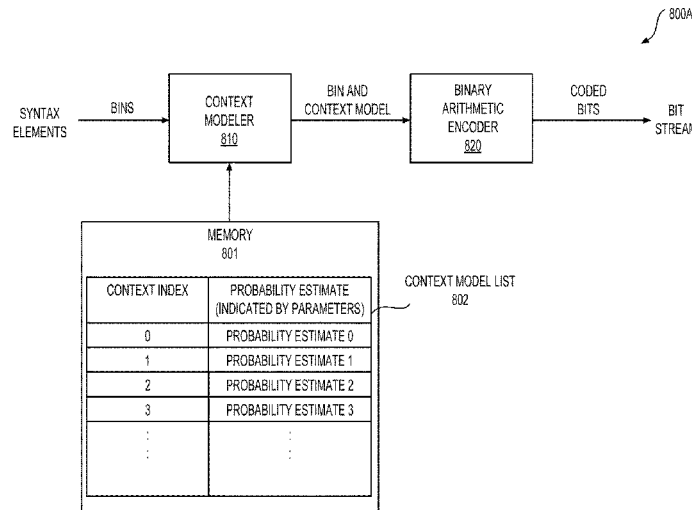 800A
SYNTAX
ELEMENTS
BINS
CONTEXT
MODELER
810
BIN AND
CONTEXT MODEL
BINARY
ARITHMETIC
ENCODER
820
CODED
BITS
BIT
STREAM
MEMORY
801
CONTEXT INDEX
PROBABILITY ESTIMATE
(INDICATED BY PARAMETERS)
0 PROBABILITY ESTIMATE 0
1 PROBABILITY ESTIMATE 1
2 PROBABILITY ESTIMATE 2
3 PROBABILITY ESTIMATE 3
CONTEXT MODEL LIST
802